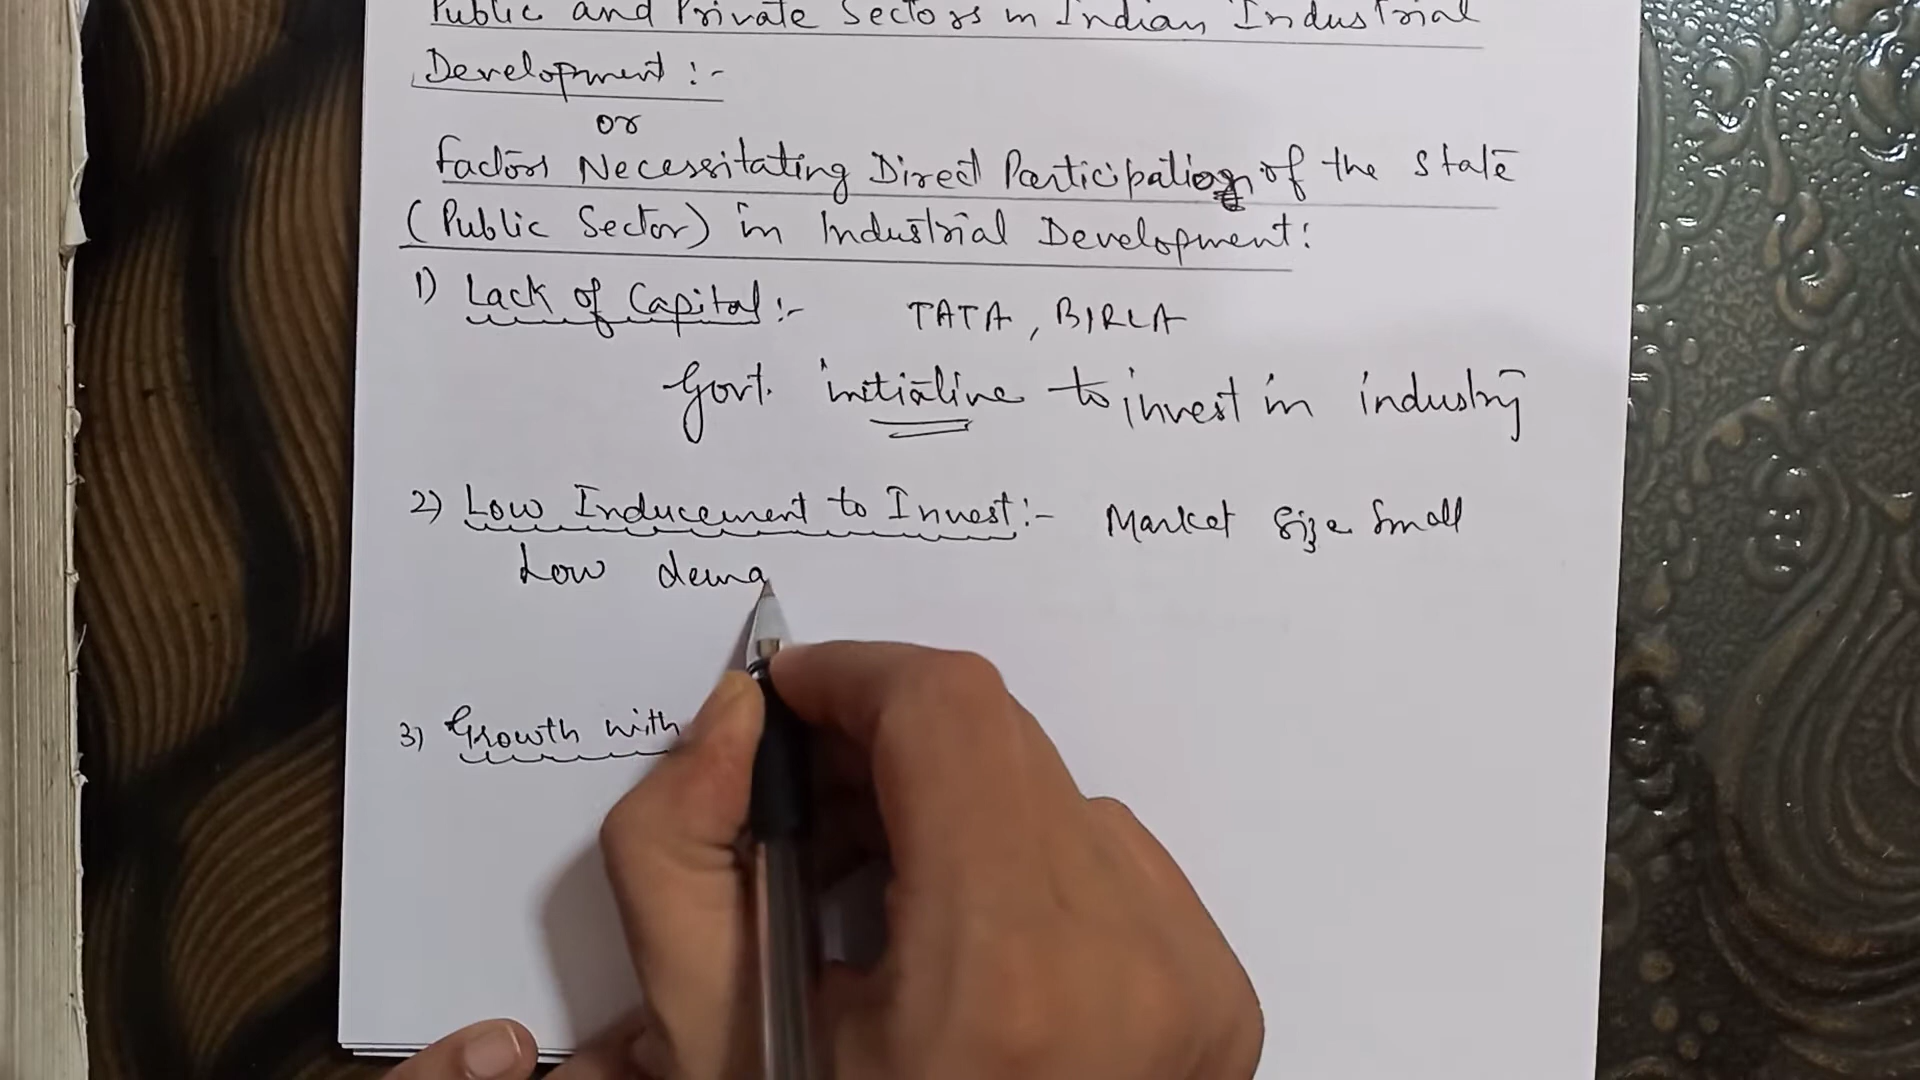 Public and Private Sectors in Indian Industrial
Development :-
or
Factors Necessitating Direct Participation of the State
(Public Sector) in Industrial Development:
1) Lack of Capital :- TATA, BIRLA
Govt. initiative to invest in industry
2) Low Inducement to Invest :- Market Size Small
Low dema
3) Growth with